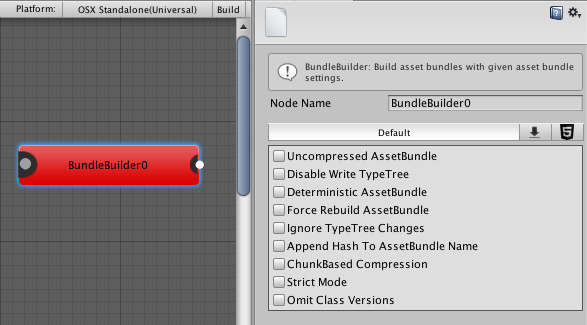 Platform: OSX Standalone(Universal) Build
BundleBuilder0
BundleBuilder: Build asset bundles with given asset bundle
settings.
Node Name BundleBuilder0
Default
Uncompressed AssetBundle
Disable Write TypeTree
Deterministic AssetBundle
Force Rebuild AssetBundle
Ignore TypeTree Changes
Append Hash To AssetBundle Name
ChunkBased Compression
Strict Mode
Omit Class Versions